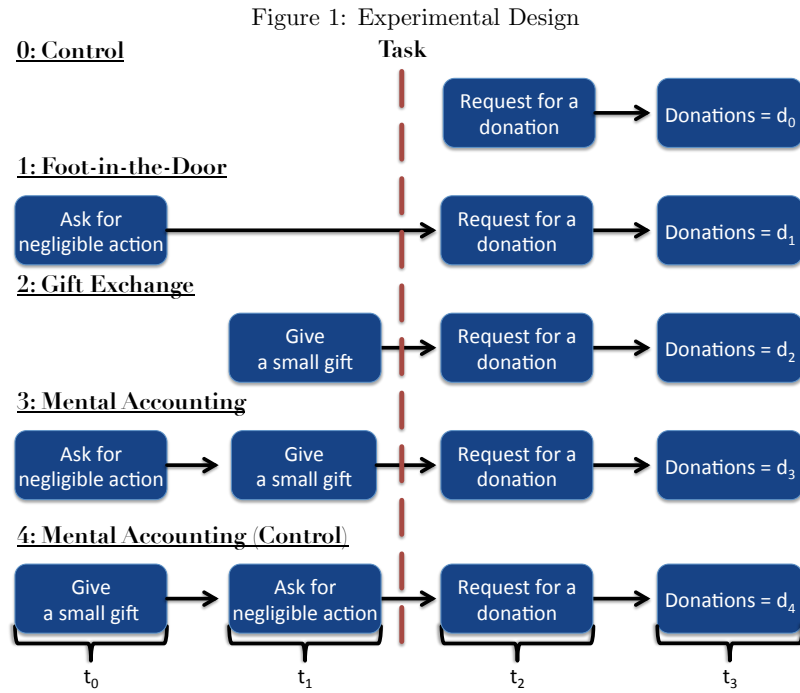 Figure 1: Experimental Design
0: Control
Task
Request for a
donation
Donations = d₀
1: Foot-in-the-Door
Ask for
negligible action
Request for a
donation
Donations = d₁
2: Gift Exchange
Give
a small gift
Request for a
donation
Donations = d₂
3: Mental Accounting
Ask for
negligible action
Give
a small gift
Request for a
donation
Donations = d₃
4: Mental Accounting (Control)
Give
a small gift
Ask for
negligible action
Request for a
donation
Donations = d₄
t₀
t₁
t₂
t₃